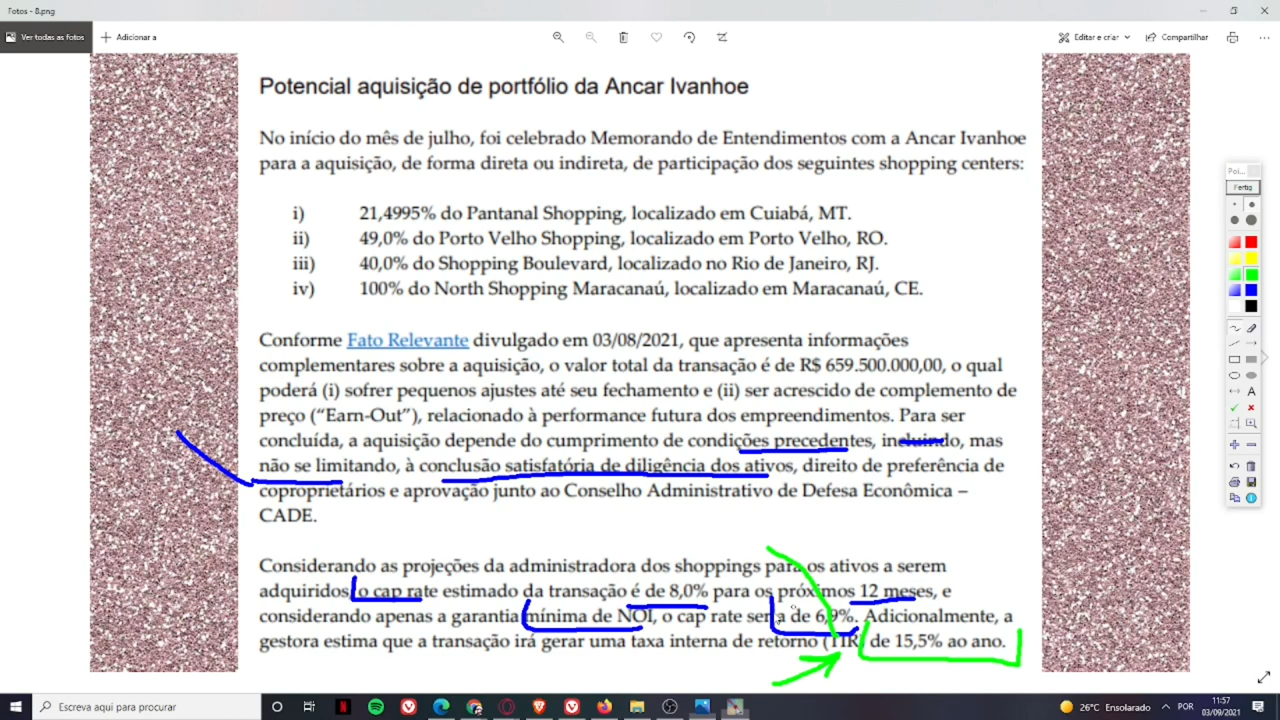 Fotos - 8.png
Ver todas as fotos
Adicionar a
Editar e criar
Compartilhar
Potencial aquisição de portfólio da Ancar Ivanhoe
No início do mês de julho, foi celebrado Memorando de Entendimentos com a Ancar Ivanhoe
para a aquisição, de forma direta ou indireta, de participação dos seguintes shopping centers:
i) 21,4995% do Pantanal Shopping, localizado em Cuiabá, MT.
ii) 49,0% do Porto Velho Shopping, localizado em Porto Velho, RO.
iii) 40,0% do Shopping Boulevard, localizado no Rio de Janeiro, RJ.
iv) 100% do North Shopping Maracanaú, localizado em Maracanaú, CE.
Conforme Fato Relevante divulgado em 03/08/2021, que apresenta informações
complementares sobre a aquisição, o valor total da transação é de R$ 659.500.000,00, o qual
poderá (i) sofrer pequenos ajustes até seu fechamento e (ii) ser acrescido de complemento de
preço (“Earn-Out”), relacionado à performance futura dos empreendimentos. Para ser
concluída, a aquisição depende do cumprimento de condições precedentes, incluindo, mas
não se limitando, à conclusão satisfatória de diligência dos ativos, direito de preferência de
coproprietários e aprovação junto ao Conselho Administrativo de Defesa Econômica –
CADE.
Considerando as projeções da administradora dos shoppings para os ativos a serem
adquiridos, o cap rate estimado da transação é de 8,0% para os próximos 12 meses, e
considerando apenas a garantia mínima de NOI, o cap rate seria de 6,9%. Adicionalmente, a
gestora estima que a transação irá gerar uma taxa interna de retorno (TIR) de 15,5% ao ano.
Poi...
Fertig
A
Escreva aqui para procurar
26°C Ensolarado
POR
11:57
03/09/2021